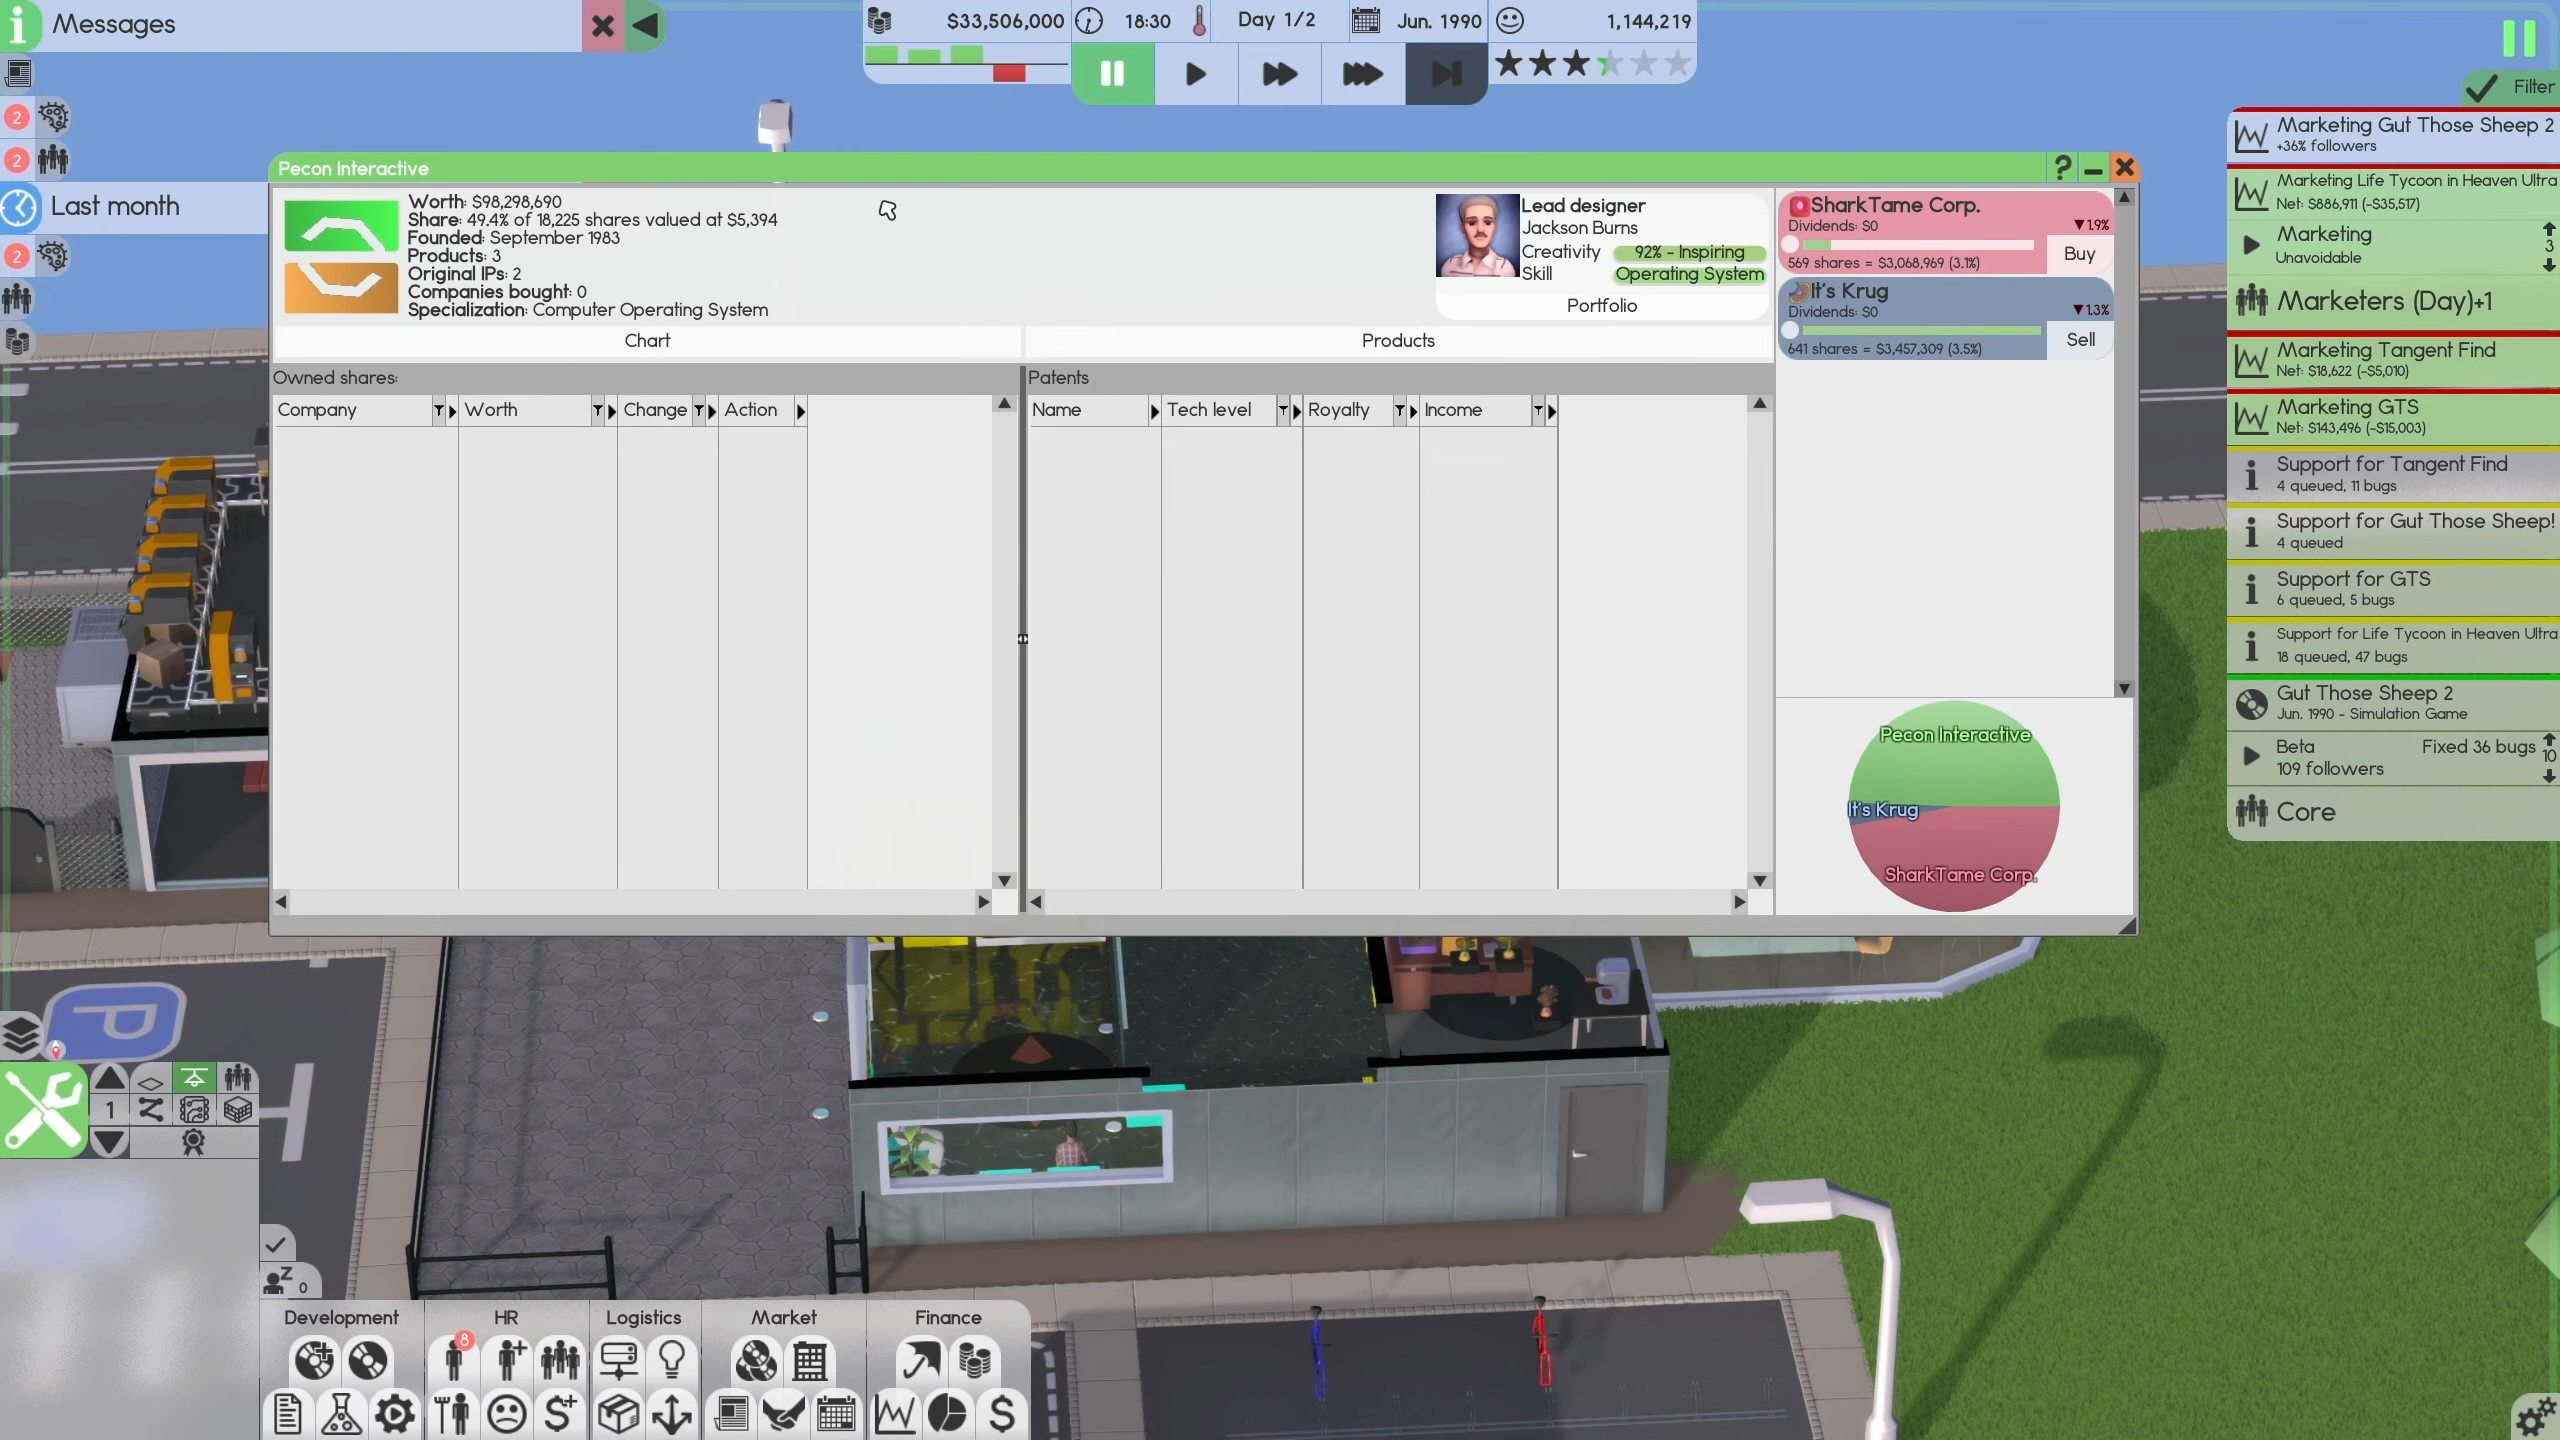 Messages
$33,506,000
18:30
Day 1/2
Jun. 1990
1,144,219
Filter
2
2
Last month
2
Pecon Interactive
?
Worth: $98,298,690
Share: 49.4% of 18,225 shares valued at $5,394
Founded: September 1983
Products: 3
Original IPs: 2
Companies bought: 0
Specialization: Computer Operating System
Lead designer
Jackson Burns
Creativity 92% - Inspiring
Skill Operating System
Portfolio
Chart
Products
Owned shares:
Company
Worth
Change
Action
Patents
Name
Tech level
Royalty
Income
SharkTame Corp.
Dividends: $0
▼1.9%
569 shares = $3,068,969 (3.1%)
Buy
It's Krug
Dividends: $0
▼1.3%
641 shares = $3,457,309 (3.5%)
Sell
Pecon Interactive
It's Krug
SharkTame Corp.
Marketing Gut Those Sheep 2
+36% followers
Marketing Life Tycoon in Heaven Ultra
Net: $886,911 (-$35,517)
Marketing
Unavoidable
3
Marketers (Day)+1
Marketing Tangent Find
Net: $18,622 (-$5,010)
Marketing GTS
Net: $143,496 (-$15,003)
Support for Tangent Find
4 queued, 11 bugs
Support for Gut Those Sheep!
4 queued
Support for GTS
6 queued, 5 bugs
Support for Life Tycoon in Heaven Ultra
18 queued, 47 bugs
Gut Those Sheep 2
Jun. 1990 - Simulation Game
Beta
Fixed 36 bugs
109 followers
10
Core
P
1
0
Development
HR
Logistics
Market
Finance
8